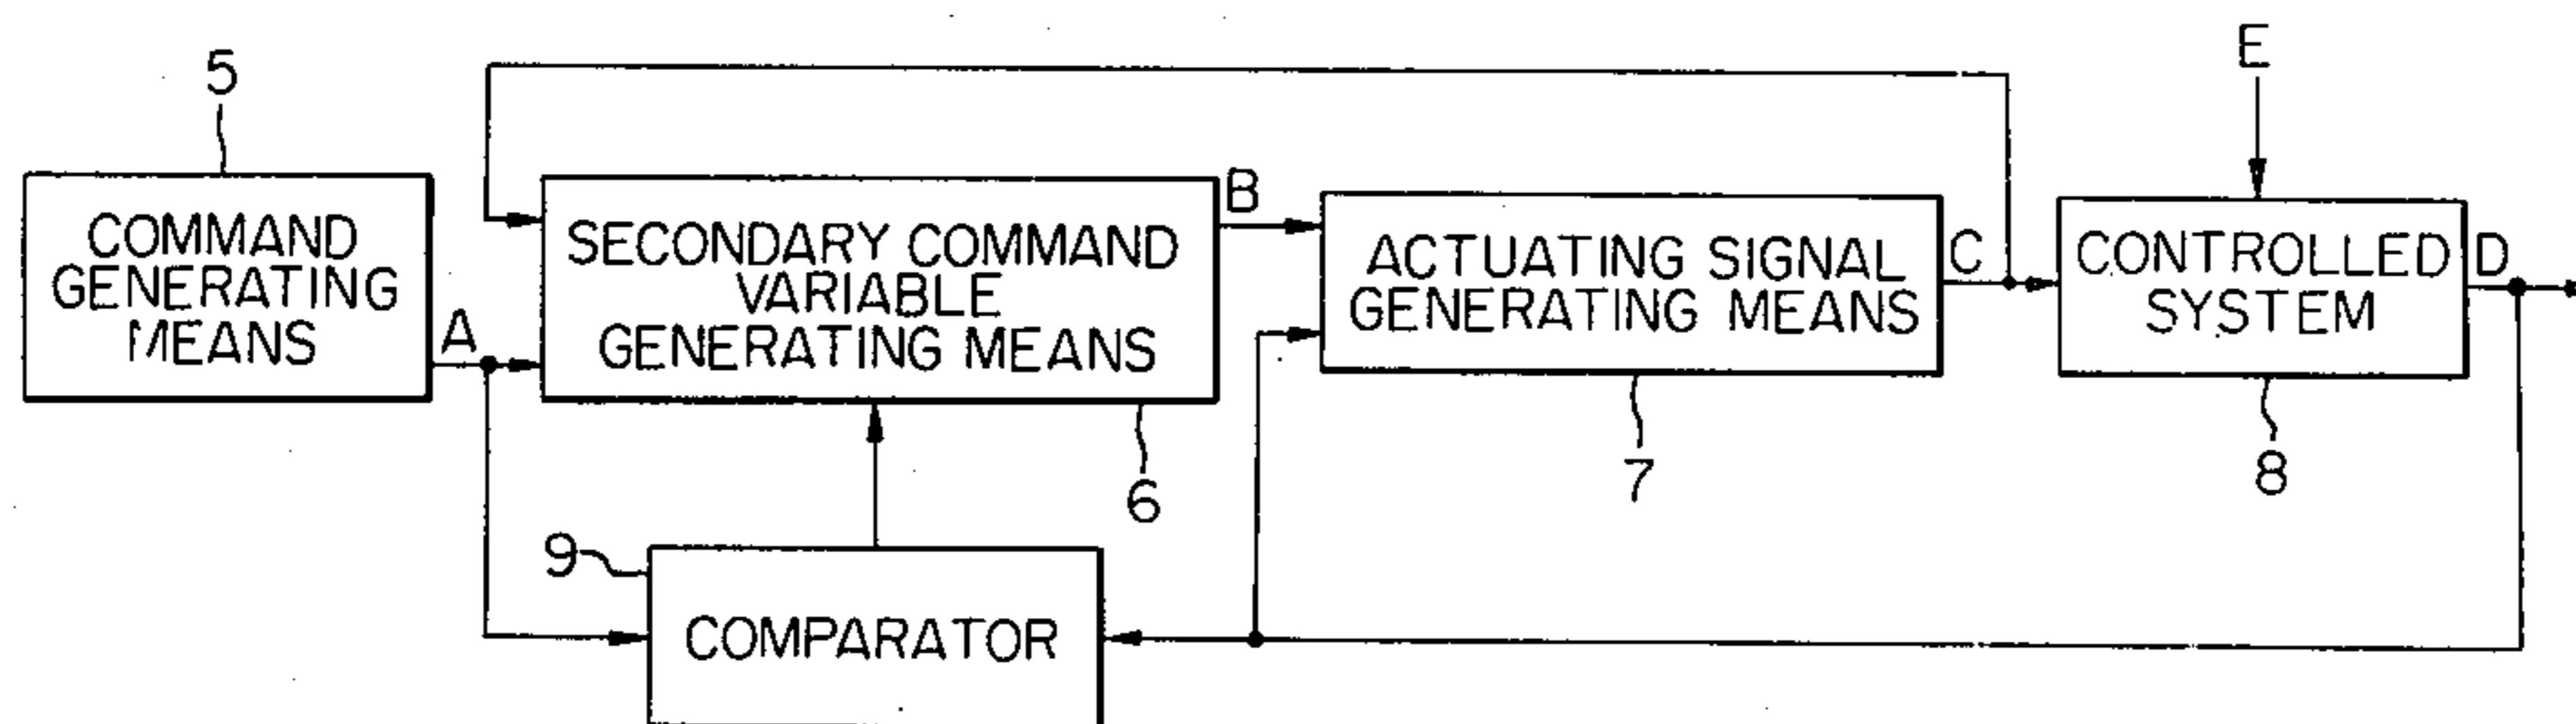 5
COMMAND
GENERATING
MEANS
A
SECONDARY COMMAND
VARIABLE
GENERATING MEANS
B
6
ACTUATING SIGNAL
GENERATING MEANS
C
7
E
CONTROLLED
SYSTEM
D
8
9
COMPARATOR